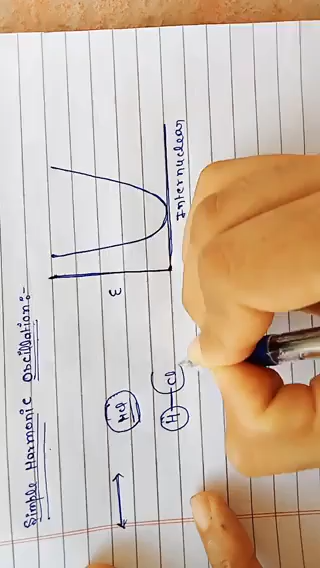 Simple Harmonic Oscillation:-
HCl
H-Cl
E
Internuclear